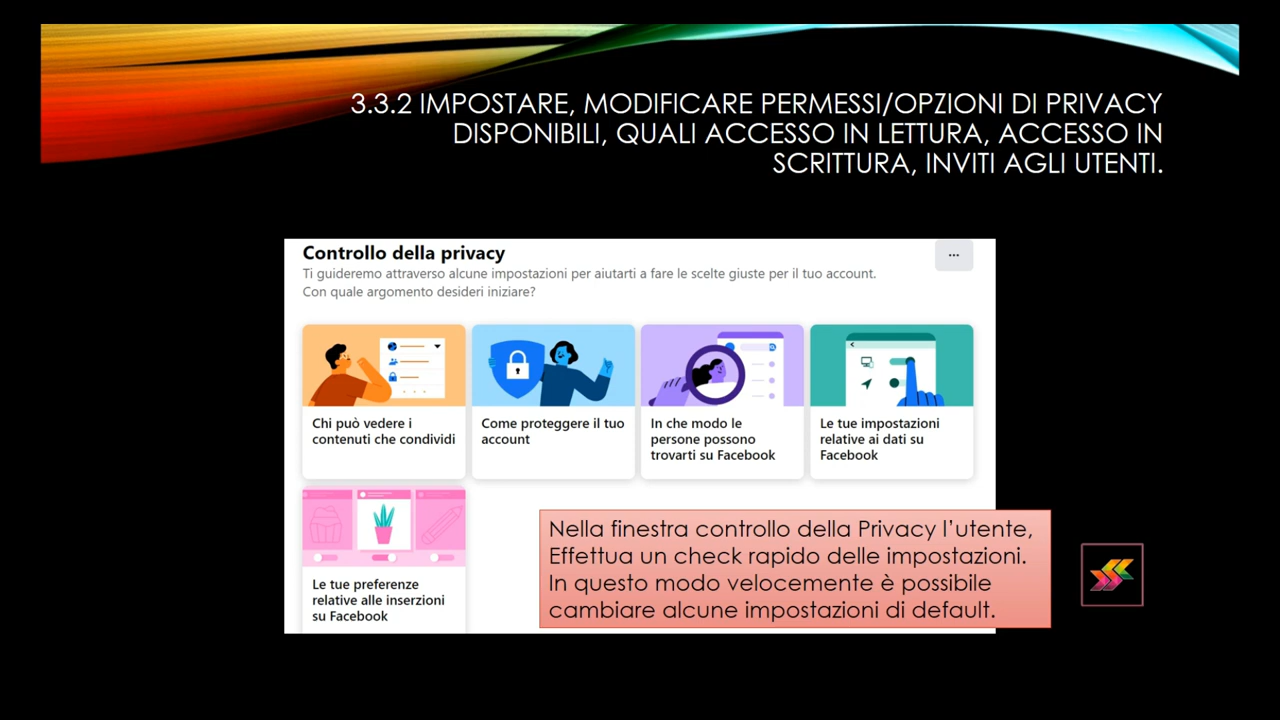 3.3.2 IMPOSTARE, MODIFICARE PERMESSI/OPZIONI DI PRIVACY
DISPONIBILI, QUALI ACCESSO IN LETTURA, ACCESSO IN
SCRITTURA, INVITI AGLI UTENTI.
Controllo della privacy
Ti guideremo attraverso alcune impostazioni per aiutarti a fare le scelte giuste per il tuo account.
Con quale argomento desideri iniziare?
Chi può vedere i
contenuti che condividi
Come proteggere il tuo
account
In che modo le
persone possono
trovarti su Facebook
Le tue impostazioni
relative ai dati su
Facebook
Le tue preferenze
relative alle inserzioni
su Facebook
Nella finestra controllo della Privacy l'utente,
Effettua un check rapido delle impostazioni.
In questo modo velocemente è possibile
cambiare alcune impostazioni di default.